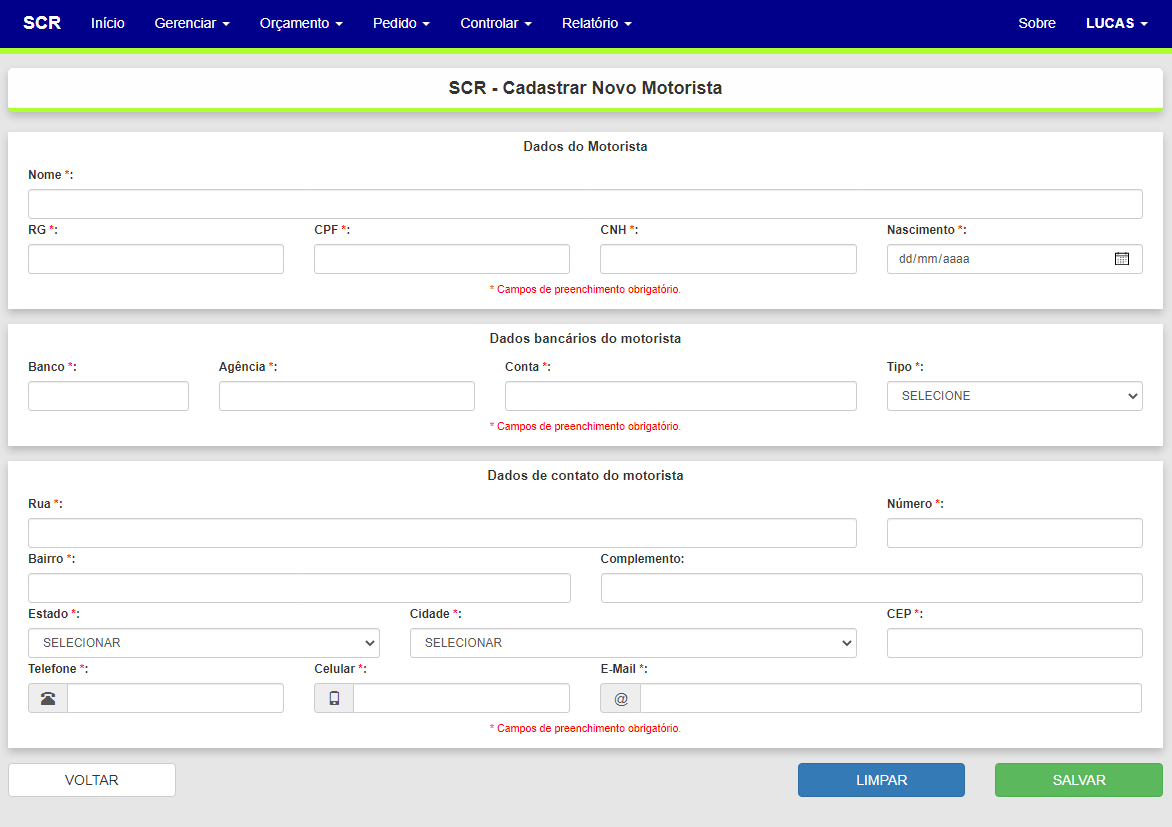 SCR Início Gerenciar Orçamento Pedido Controlar Relatório Sobre LUCAS
SCR - Cadastrar Novo Motorista
Dados do Motorista
Nome *:
RG *: CPF *: CNH *: Nascimento *:
dd/mm/aaaa
* Campos de preenchimento obrigatório.
Dados bancários do motorista
Banco *: Agência *: Conta *: Tipo *:
SELECIONE
* Campos de preenchimento obrigatório.
Dados de contato do motorista
Rua *: Número *:
Bairro *: Complemento:
Estado *: Cidade *: CEP *:
SELECIONAR SELECIONAR
Telefone *: Celular *: E-Mail *:
@
* Campos de preenchimento obrigatório.
VOLTAR LIMPAR SALVAR